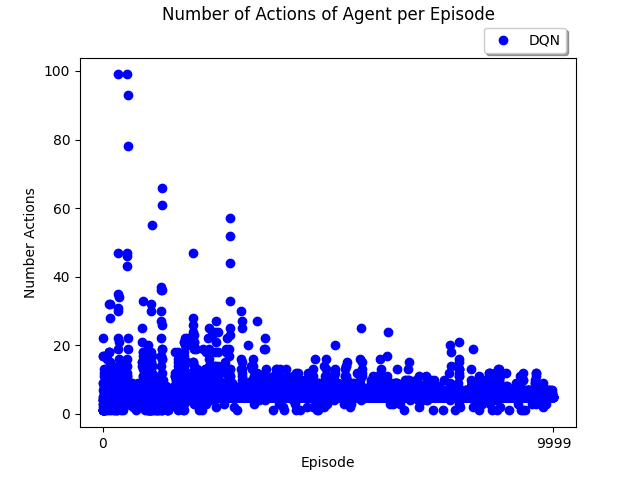 Number of Actions of Agent per Episode
DQN
100
80
60
40
20
0
Number Actions
0
9999
Episode